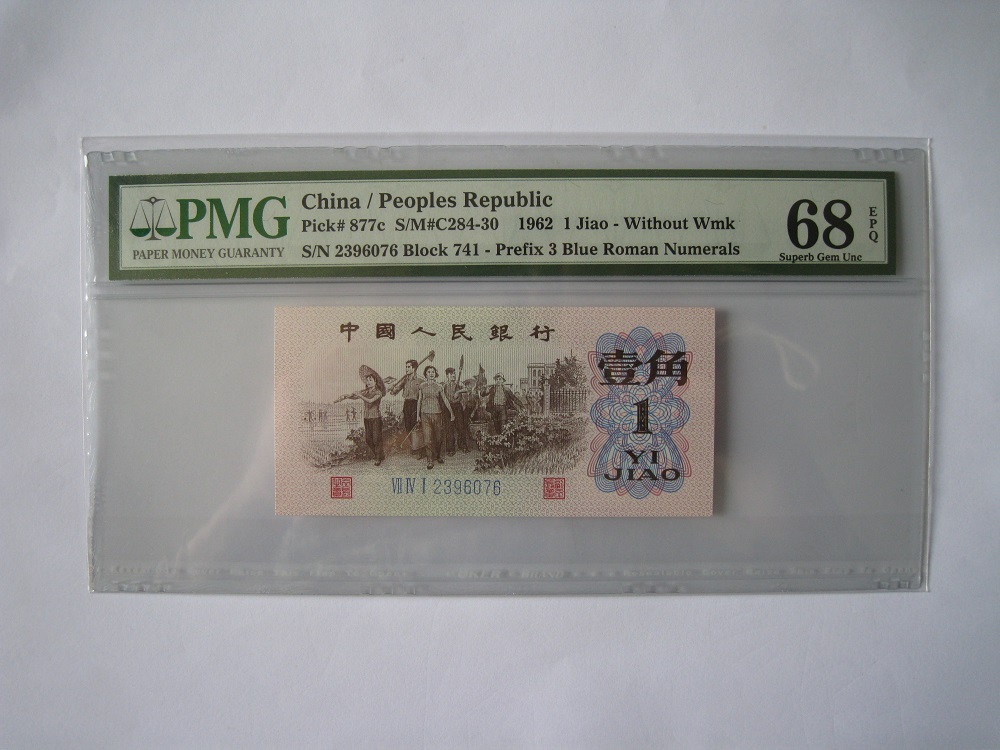 PMG
PAPER MONEY GUARANTY
China / Peoples Republic
Pick# 877c S/M#C284-30 1962 1 Jiao - Without Wmk
S/N 2396076 Block 741 - Prefix 3 Blue Roman Numerals
68
EPQ
Superb Gem Unc
中國人民銀行
壹角
1
YI
JIAO
VII IV I 2396076